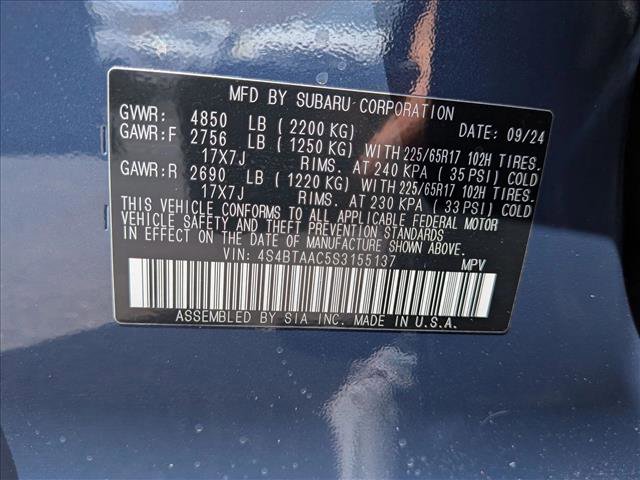 MFD BY SUBARU CORPORATION
GVWR: 4850 LB ( 2200 KG) DATE: 09/24
GAWR:F 2756 LB ( 1250 KG) WITH 225/65R17 102H TIRES.
17X7J RIMS. AT 240 KPA ( 35 PSI) COLD
GAWR:R 2690 LB ( 1220 KG) WITH 225/65R17 102H TIRES.
17X7J RIMS. AT 230 KPA ( 33 PSI) COLD
THIS VEHICLE CONFORMS TO ALL APPLICABLE FEDERAL MOTOR
VEHICLE SAFETY AND THEFT PREVENTION STANDARDS
IN EFFECT ON THE DATE OF MANUFACTURE SHOWN ABOVE.
VIN: 4S4BTAAC5S3155137 MPV
ASSEMBLED BY SIA INC. MADE IN U.S.A.